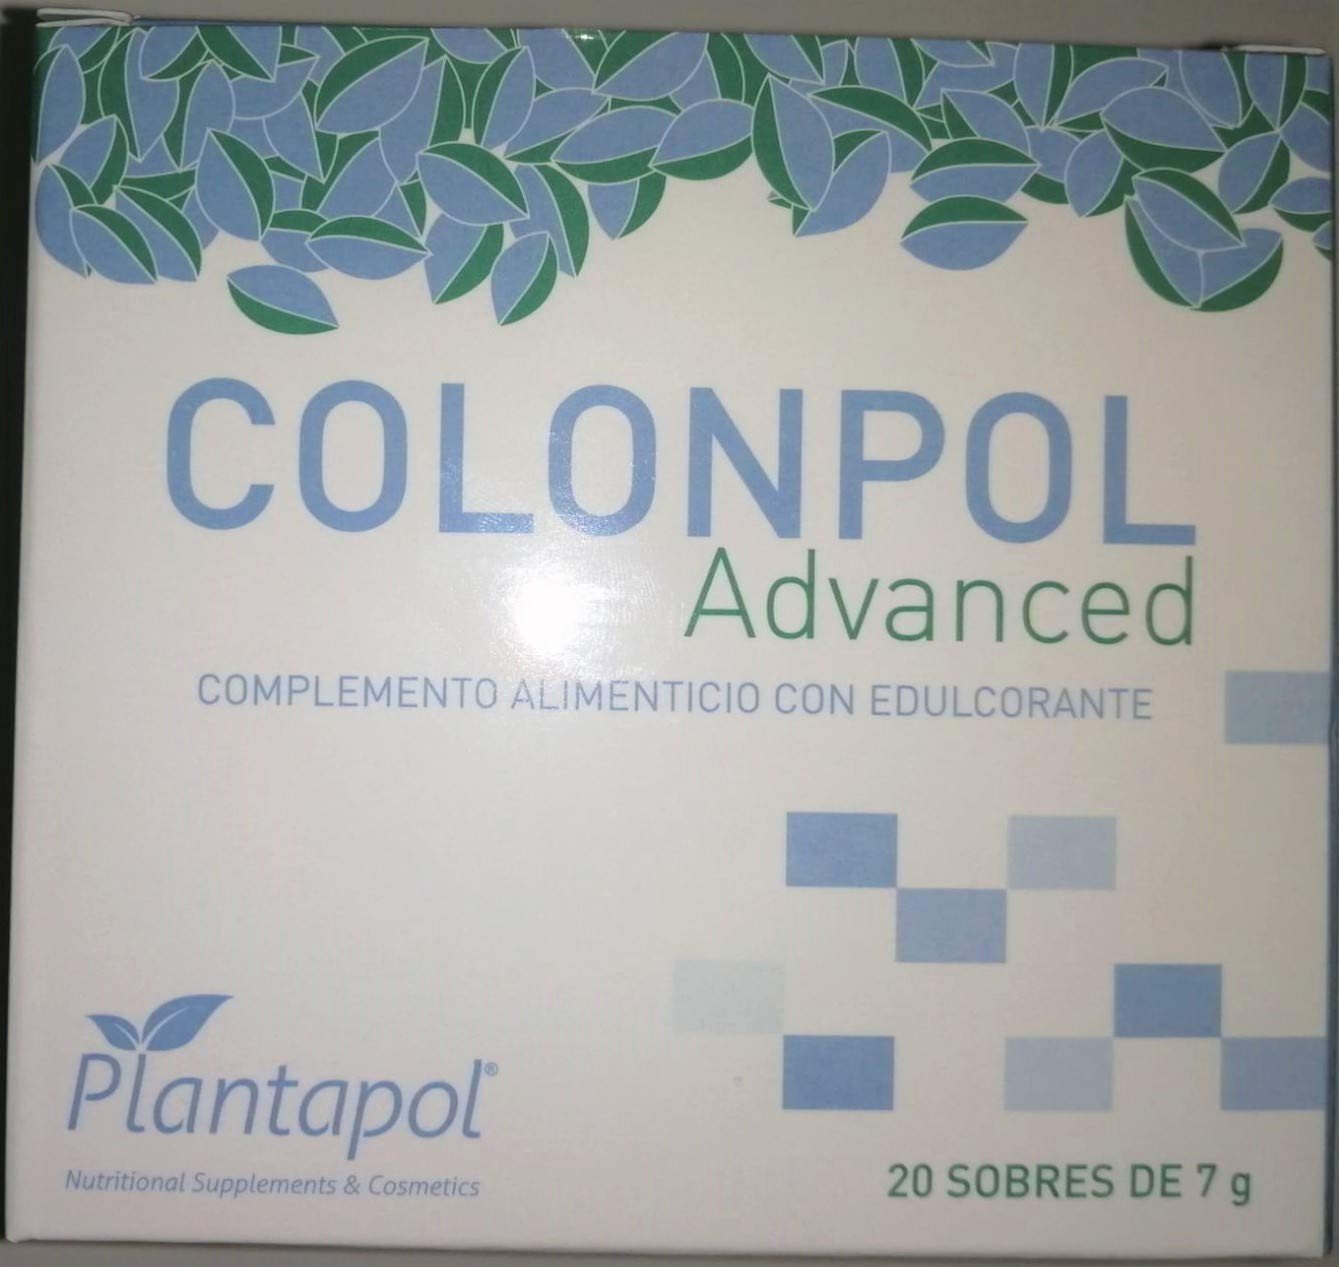 COLONPOL
Advanced
COMPLEMENTO ALIMENTICIO CON EDULCORANTE
Plantapol®
Nutritional Supplements & Cosmetics
20 SOBRES DE 7 g